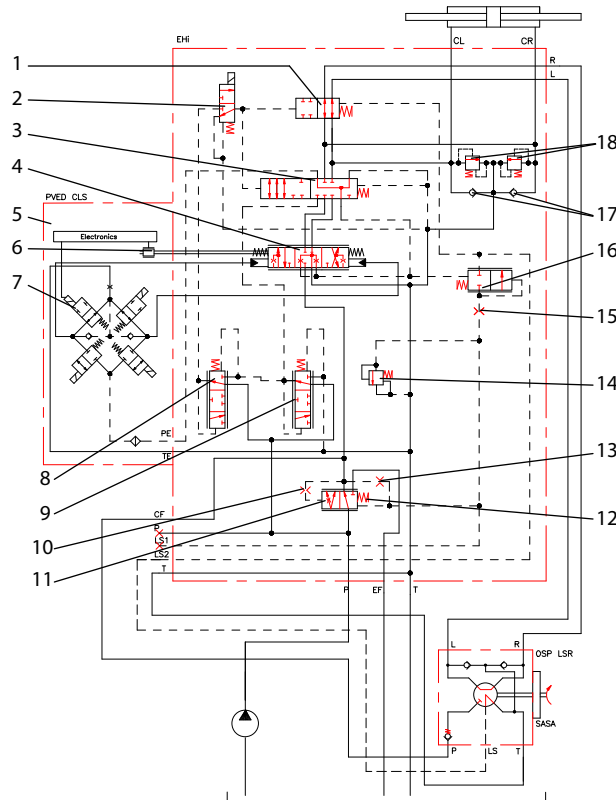 CL CR
EHi
R
L
1
2
3
4
5
6
7
8
9
10
11
18
17
16
15
14
13
12
PVED CLS
Electronics
PE
TE
CF
P
LS1
LS2
T
P EF T
L R
OSP LSR
SASA
P LS T